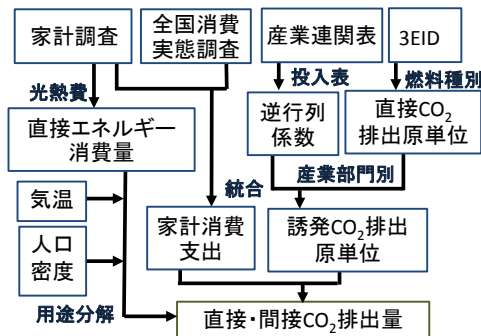 家計調査
全国消費
実態調査
産業連関表
3EID
光熱費
投入表
燃料種別
直接エネルギー
消費量
逆行列
係数
直接CO₂
排出原単位
気温
統合
産業部門別
人口
密度
家計消費
支出
誘発CO₂排出
原単位
用途分解
直接・間接CO₂排出量